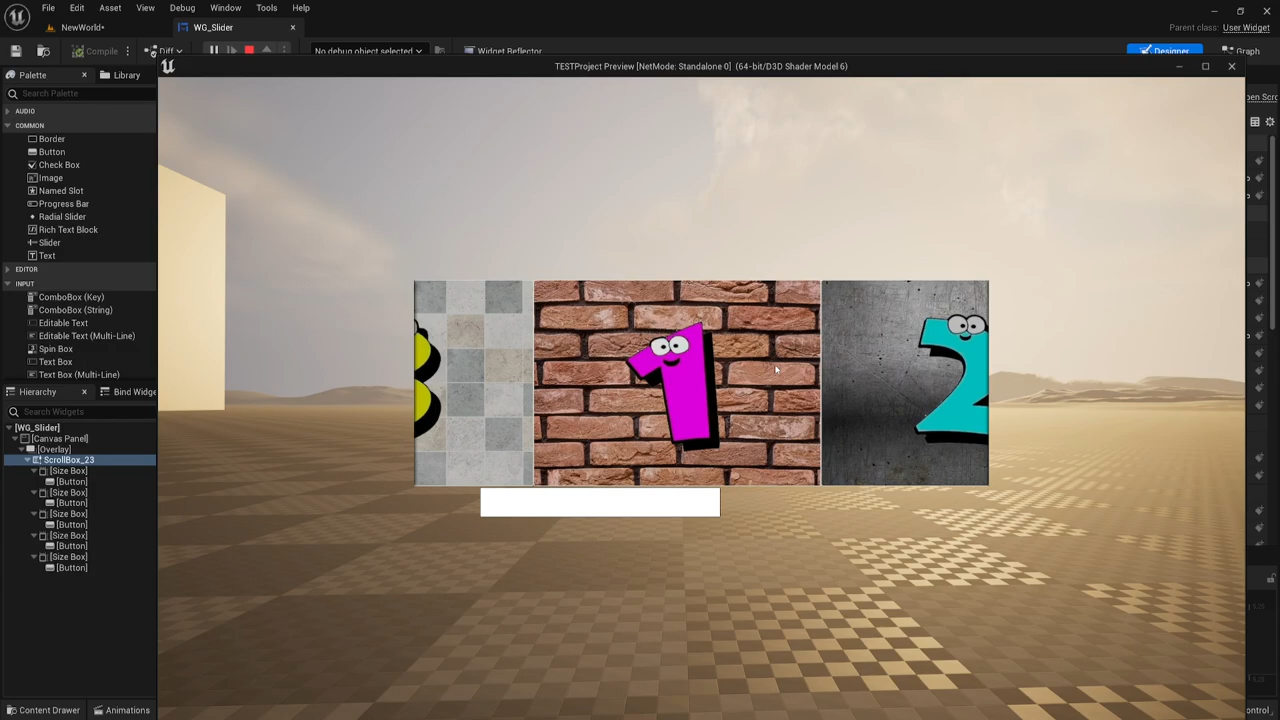 File Edit Asset View Debug Window Tools Help
NewWorld*
WG_Slider
Parent class: User Widget
Compile
Diff
No debug object selected
Widget Reflector
Designer
Graph
TESTProject Preview [NetMode: Standalone 0] (64-bit/D3D Shader Model 6)
Palette
Library
Search Palette
AUDIO
COMMON
Border
Button
Check Box
Image
Named Slot
Progress Bar
Radial Slider
Rich Text Block
Slider
Text
EDITOR
INPUT
ComboBox (Key)
ComboBox (String)
Editable Text
Editable Text (Multi-Line)
Spin Box
Text Box
Text Box (Multi-Line)
Hierarchy
Bind Widge
Search Widgets
[WG_Slider]
[Canvas Panel]
[Overlay]
ScrollBox_23
[Size Box]
[Button]
[Size Box]
[Button]
[Size Box]
[Button]
[Size Box]
[Button]
[Size Box]
[Button]
1
2
Content Drawer
Animations